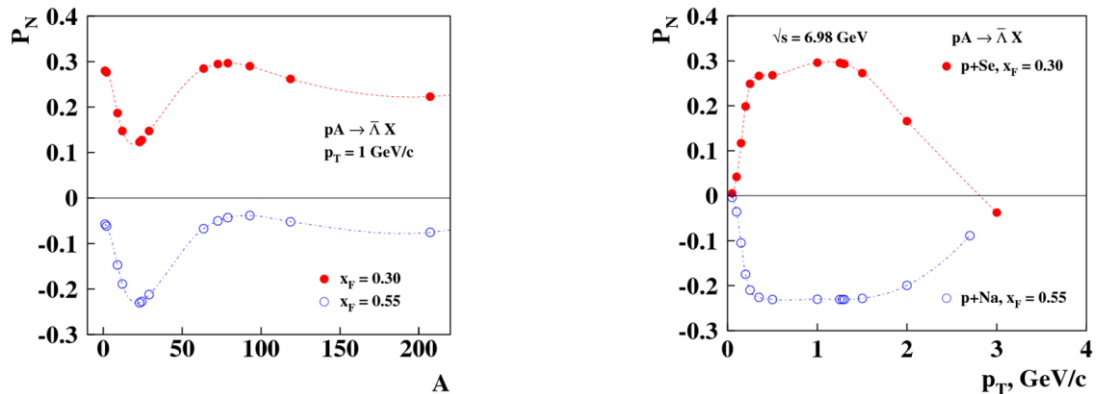 P_N
0.4
0.3
0.2
0.1
0
-0.1
-0.2
-0.3
pA → Λ̅ X
p_T = 1 GeV/c
x_F = 0.30
x_F = 0.55
0 50 100 150 200
A
P_N
0.4
0.3
0.2
0.1
0
-0.1
-0.2
-0.3
√s = 6.98 GeV
pA → Λ̅ X
p+Se, x_F = 0.30
p+Na, x_F = 0.55
0 1 2 3 4
p_T, GeV/c